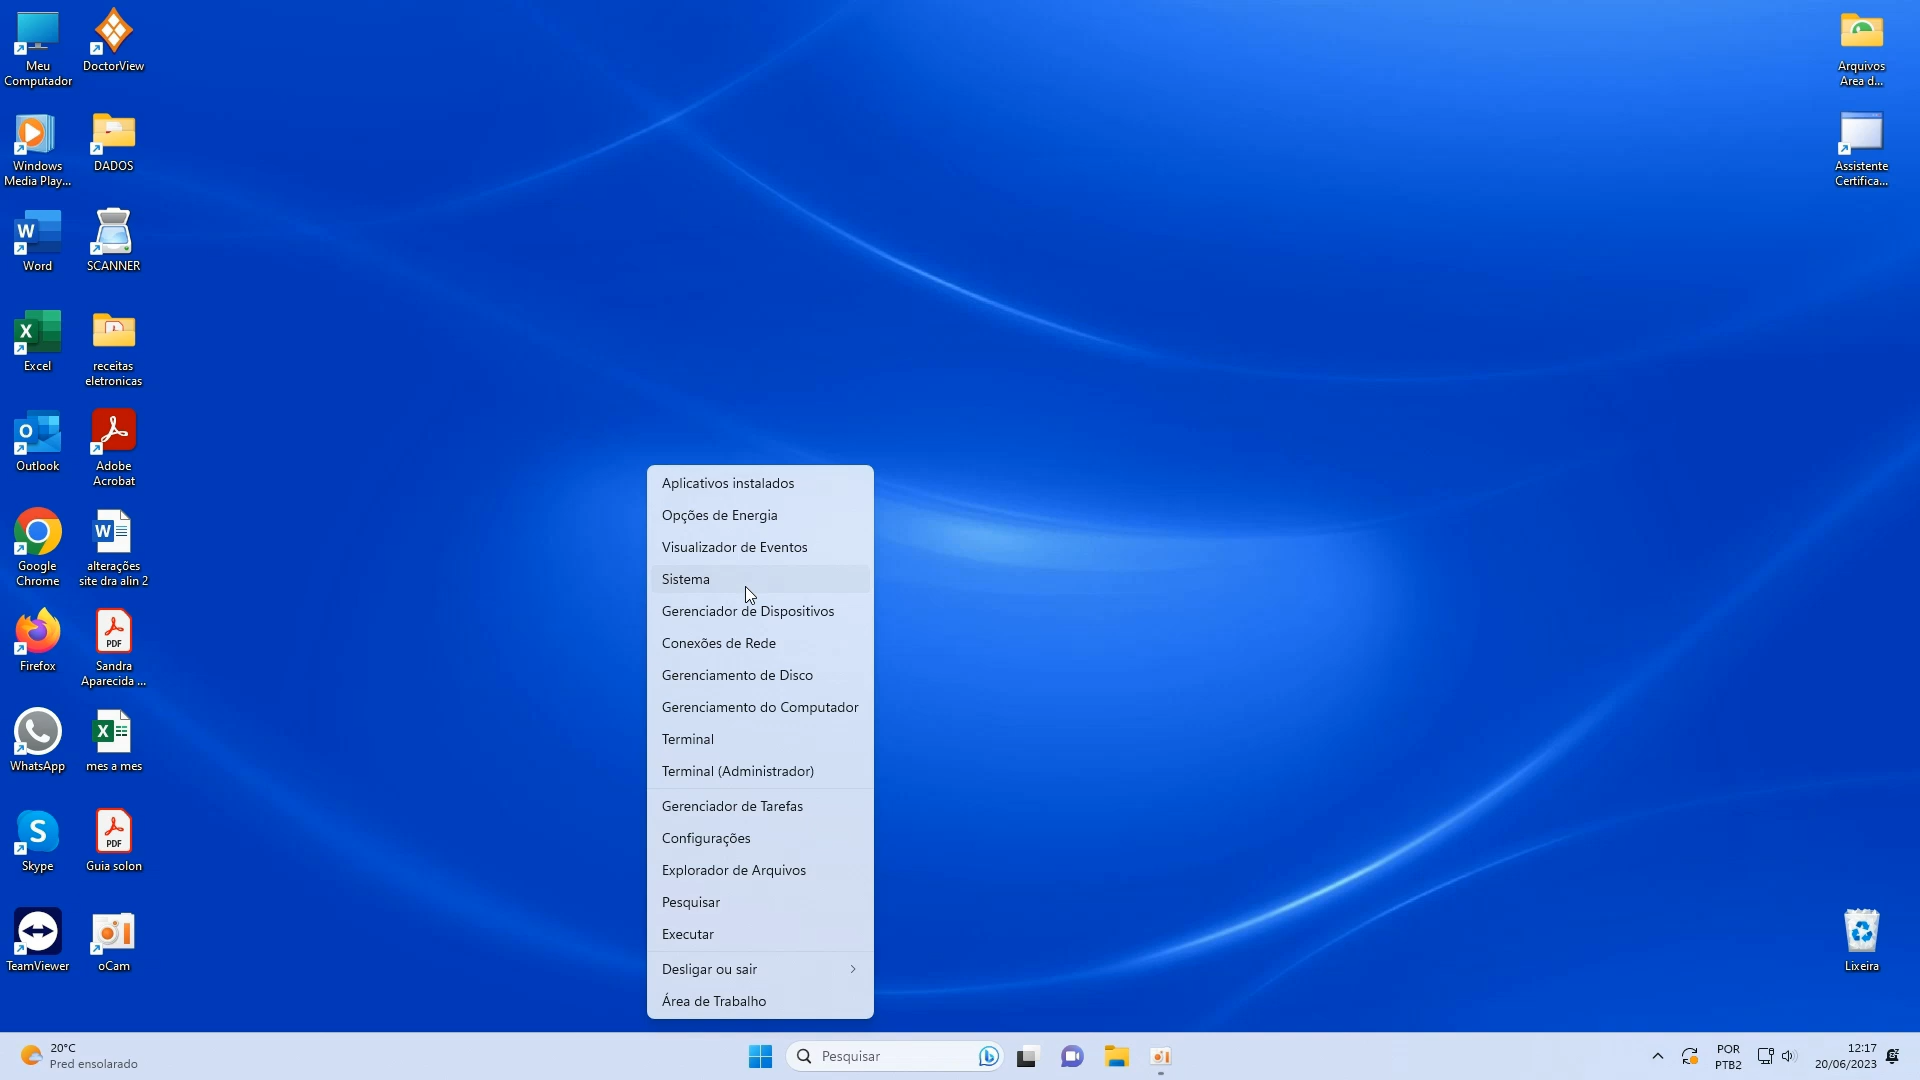 Meu
Computador
DoctorView
Windows
Media Play...
DADOS
Word
SCANNER
Excel
receitas
eletronicas
Outlook
Adobe
Acrobat
Google
Chrome
alterações
site dra alin 2
Firefox
Sandra
Aparecida ...
WhatsApp
mes a mes
Skype
Guia solon
TeamViewer
oCam
Arquivos
Area d...
Assistente
Certifica...
Lixeira
Aplicativos instalados
Opções de Energia
Visualizador de Eventos
Sistema
Gerenciador de Dispositivos
Conexões de Rede
Gerenciamento de Disco
Gerenciamento do Computador
Terminal
Terminal (Administrador)
Gerenciador de Tarefas
Configurações
Explorador de Arquivos
Pesquisar
Executar
Desligar ou sair
Área de Trabalho
20°C
Pred ensolarado
Pesquisar
POR
PTB2
12:17
20/06/2023